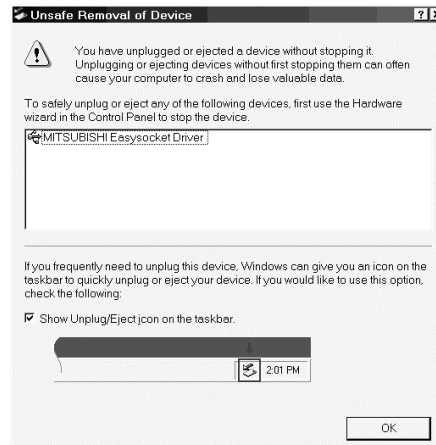 Unsafe Removal of Device
You have unplugged or ejected a device without stopping it.
Unplugging or ejecting devices without first stopping them can often
cause your computer to crash and lose valuable data.
To safely unplug or eject any of the following devices, first use the Hardware
wizard in the Control Panel to stop the device.
MITSUBISHI Easysocket Driver
If you frequently need to unplug this device, Windows can give you an icon on the
taskbar to quickly unplug or eject your device. If you would like to use this option,
check the following:
Show Unplug/Eject icon on the taskbar.
2:01 PM
OK